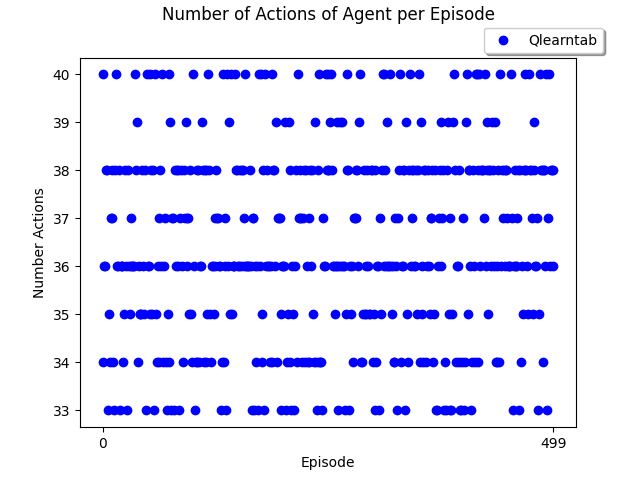 Number of Actions of Agent per Episode
Qlearntab
40
39
38
37
36
35
34
33
Number Actions
0
499
Episode